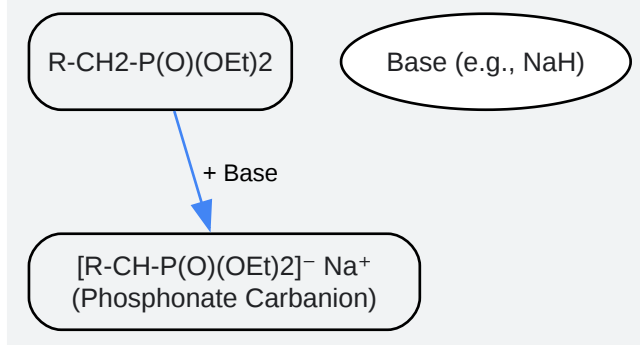 R-CH2-P(O)(OEt)2
Base (e.g., NaH)
+ Base
[R-CH-P(O)(OEt)2]⁻ Na⁺
(Phosphonate Carbanion)